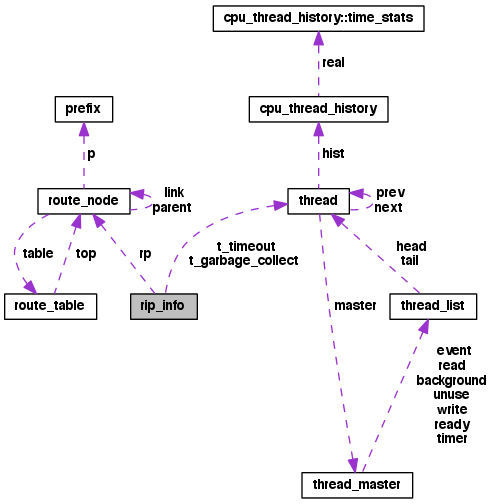 cpu_thread_history::time_stats
real
prefix
cpu_thread_history
p
hist
route_node
link
parent
thread
prev
next
table
top
rp
t_timeout
t_garbage_collect
head
tail
route_table
rip_info
master
thread_list
event
read
background
unuse
write
ready
timer
thread_master